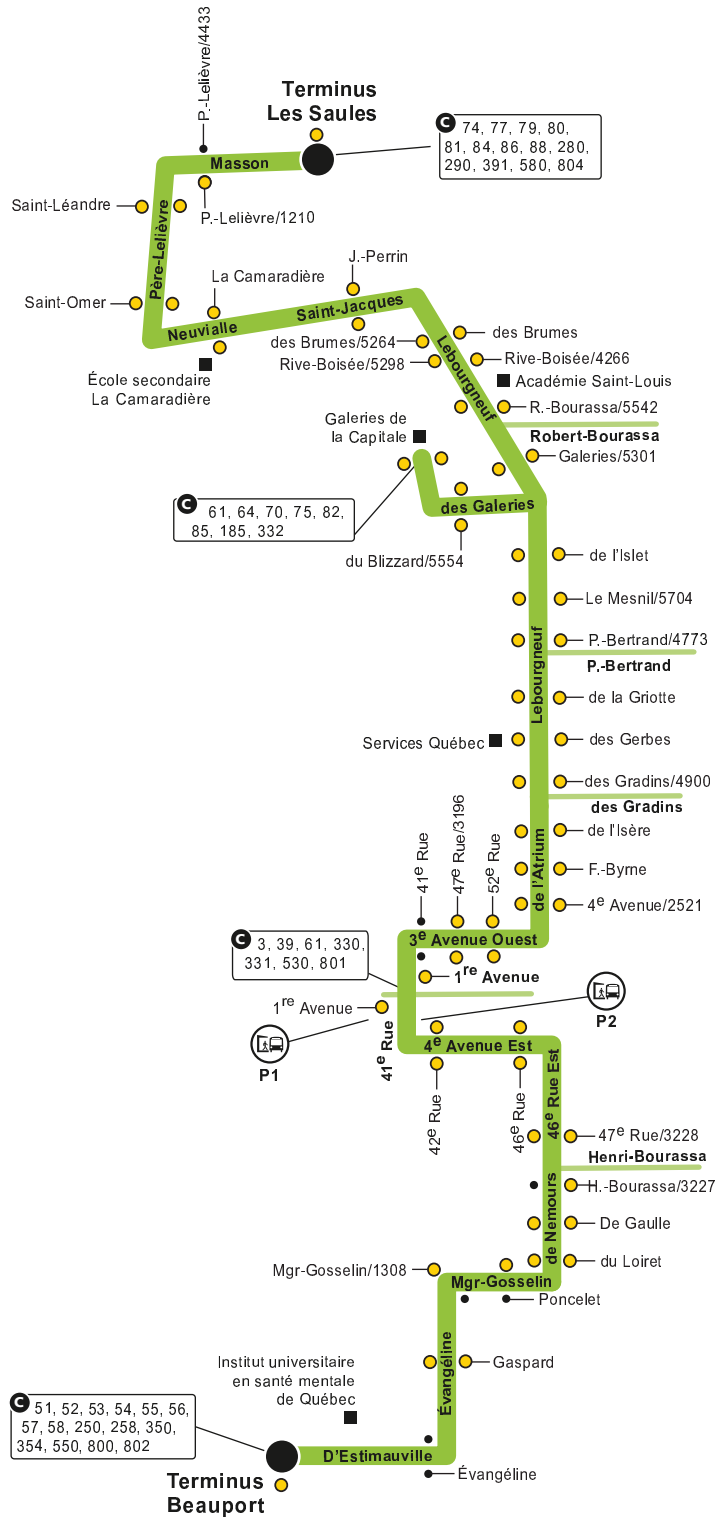 P.-Lelièvre/4433
Terminus
Les Saules
C 74, 77, 79, 80,
81, 84, 86, 88, 280,
290, 391, 580, 804
Masson
Saint-Léandre
P.-Lelièvre/1210
Père-Lelièvre
J.-Perrin
La Camaradière
Saint-Omer
Saint-Jacques
Neuvialle
des Brumes
des Brumes/5264
Rive-Boisée/4266
Rive-Boisée/5298
Lebourgneuf
École secondaire
La Camaradière
Académie Saint-Louis
R.-Bourassa/5542
Galeries de
la Capitale
Robert-Bourassa
Galeries/5301
C 61, 64, 70, 75, 82,
85, 185, 332
des Galeries
du Blizzard/5554
de l'Islet
Le Mesnil/5704
P.-Bertrand/4773
P.-Bertrand
Lebourgneuf
de la Griotte
Services Québec
des Gerbes
des Gradins/4900
des Gradins
41e Rue
47e Rue/3196
52e Rue
de l'Atrium
de l'Isère
F.-Byrne
4e Avenue/2521
C 3, 39, 61, 330,
331, 530, 801
3e Avenue Ouest
1re Avenue
1re Avenue
P2
41e Rue
P1
4e Avenue Est
42e Rue
46e Rue
46e Rue Est
47e Rue/3228
Henri-Bourassa
H.-Bourassa/3227
de Nemours
De Gaulle
du Loiret
Mgr-Gosselin/1308
Mgr-Gosselin
Poncelet
Évangéline
Gaspard
Institut universitaire
en santé mentale
de Québec
C 51, 52, 53, 54, 55, 56,
57, 58, 250, 258, 350,
354, 550, 800, 802
D'Estimauville
Évangéline
Terminus
Beauport